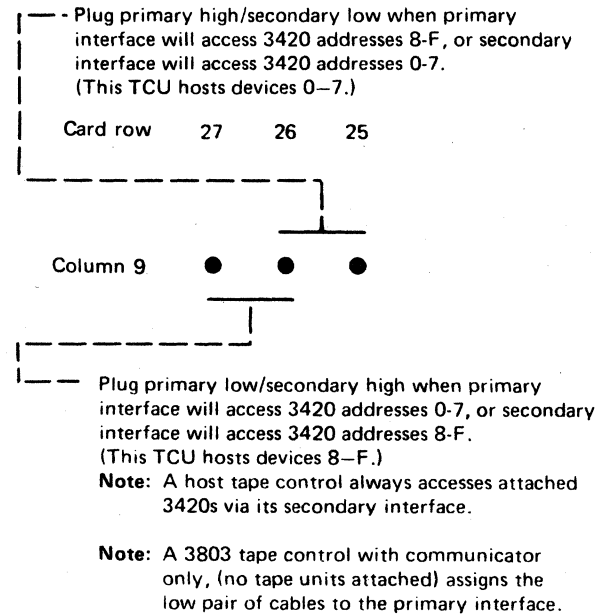 Plug primary high/secondary low when primary
interface will access 3420 addresses 8-F, or secondary
interface will access 3420 addresses 0-7.
(This TCU hosts devices 0—7.)
Card row 27 26 25
Column 9
Plug primary low/secondary high when primary
interface will access 3420 addresses 0-7, or secondary
interface will access 3420 addresses 8-F.
(This TCU hosts devices 8—F.)
Note: A host tape control always accesses attached
3420s via its secondary interface.
Note: A 3803 tape control with communicator
only, (no tape units attached) assigns the
low pair of cables to the primary interface.